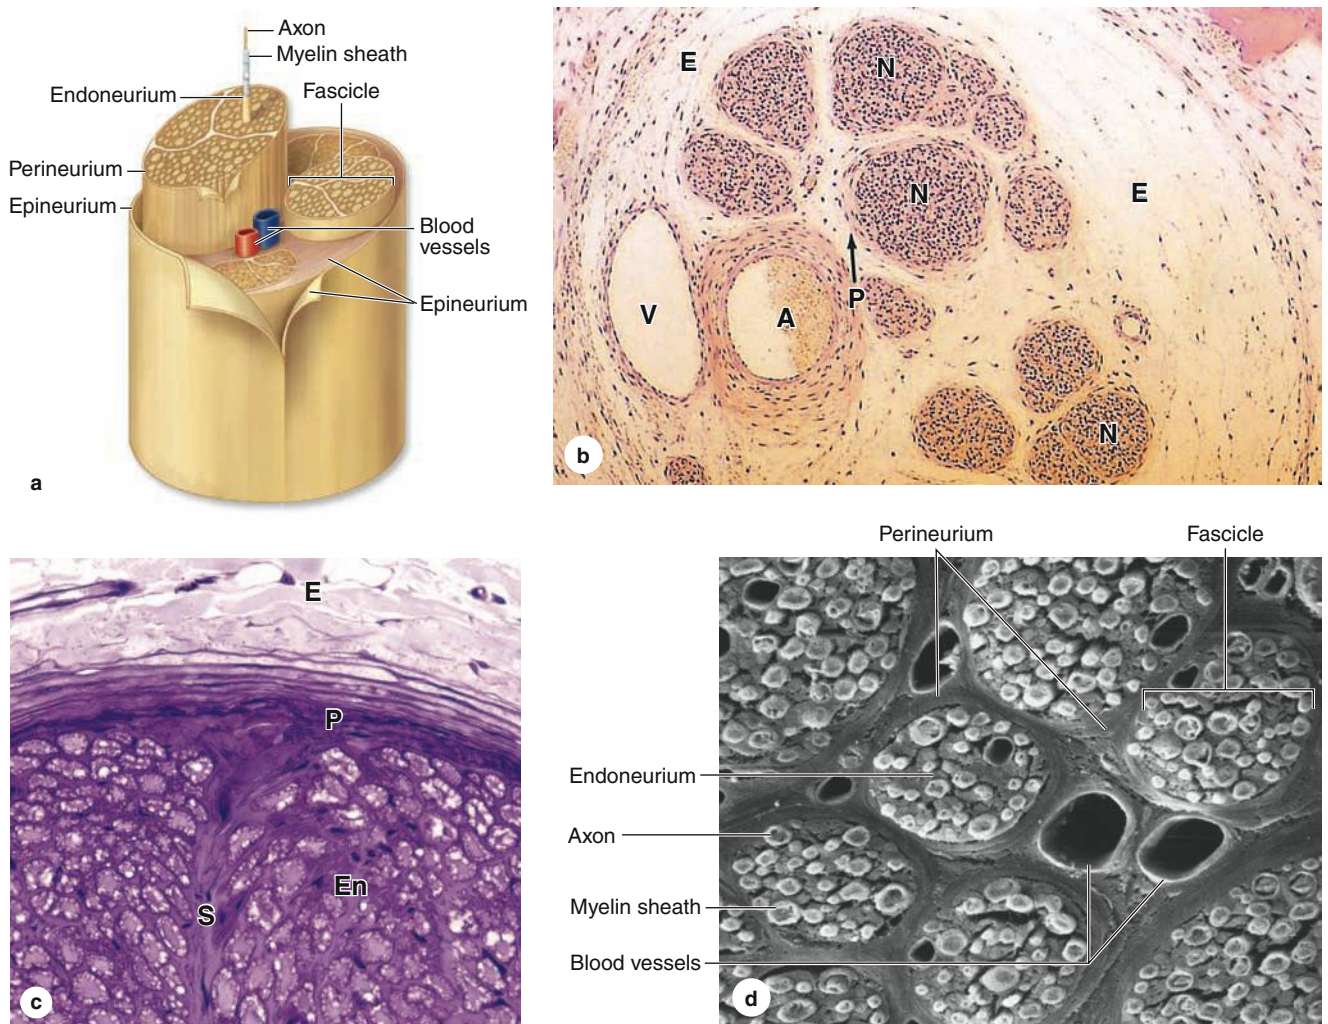 Axon
Myelin sheath
Endoneurium
Fascicle
Perineurium
Epineurium
Blood
vessels
Epineurium
a
E
N
N
E
P
V
A
N
b
E
P
En
S
c
Perineurium
Fascicle
Endoneurium
Axon
Myelin sheath
Blood vessels
d